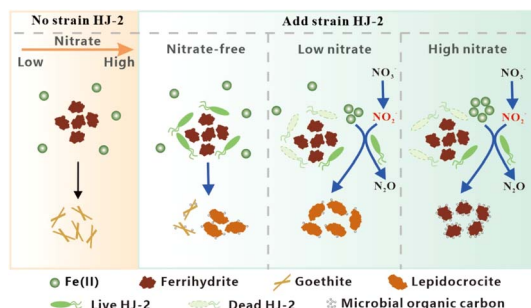 No strain HJ-2
Add strain HJ-2
Nitrate
Low
High
Nitrate-free
Low nitrate
High nitrate
NO3
NO2
N2O
NO3
NO2
N2O
Fe(II)
Ferrihydrite
Goethite
Lepidocrocite
Live HJ-2
Dead HJ-2
Microbial organic carbon